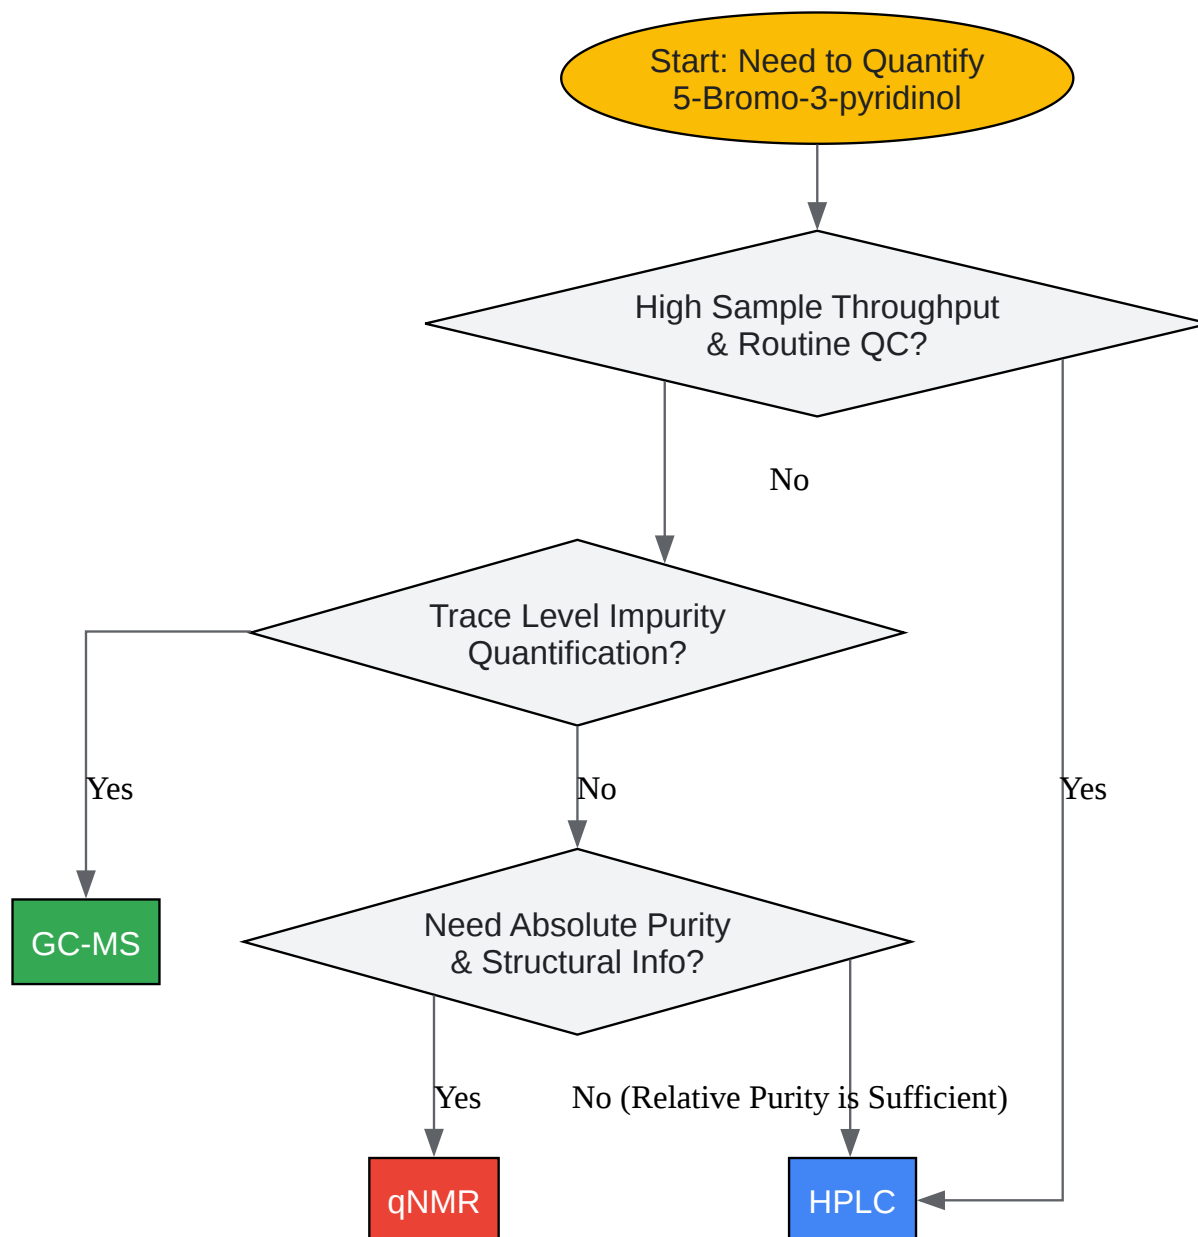 Start: Need to Quantify
5-Bromo-3-pyridinol
High Sample Throughput
& Routine QC?
No
Trace Level Impurity
Quantification?
Yes
No
Yes
GC-MS
Need Absolute Purity
& Structural Info?
Yes
No (Relative Purity is Sufficient)
qNMR
HPLC